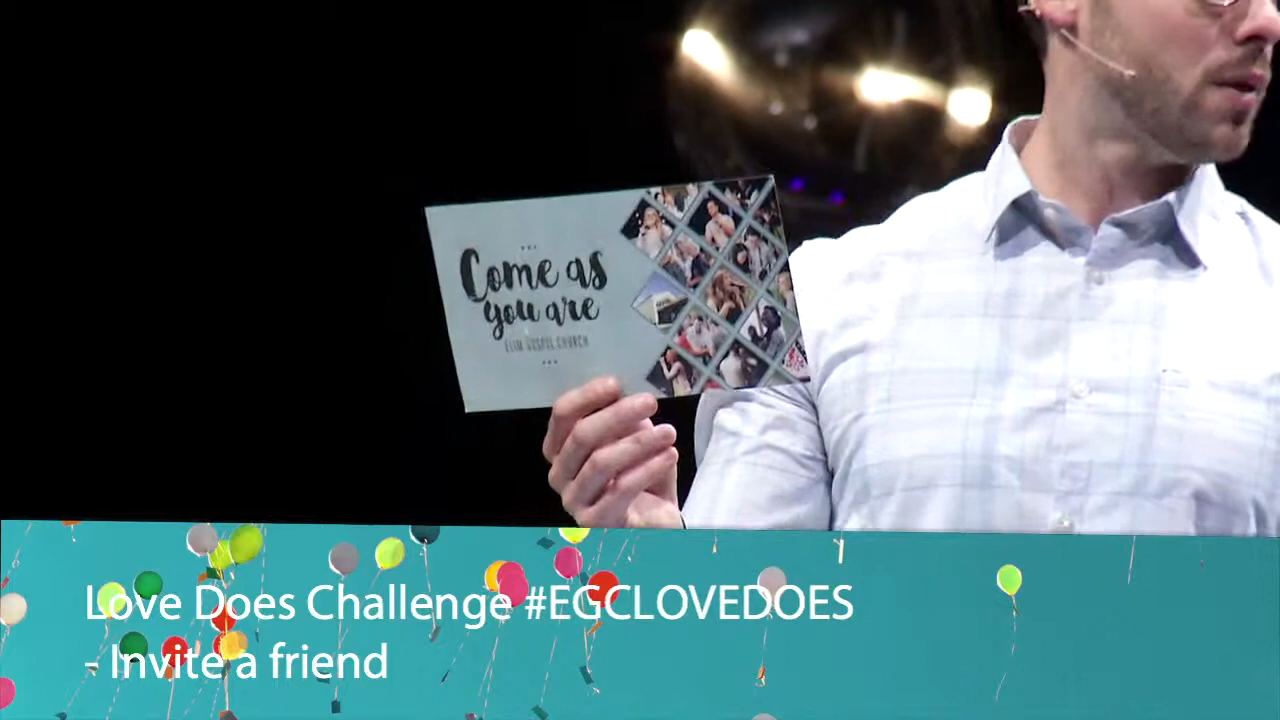 Come as
you are
ELIM GOSPEL CHURCH
Love Does Challenge #EGCLOVEDOES
- Invite a friend